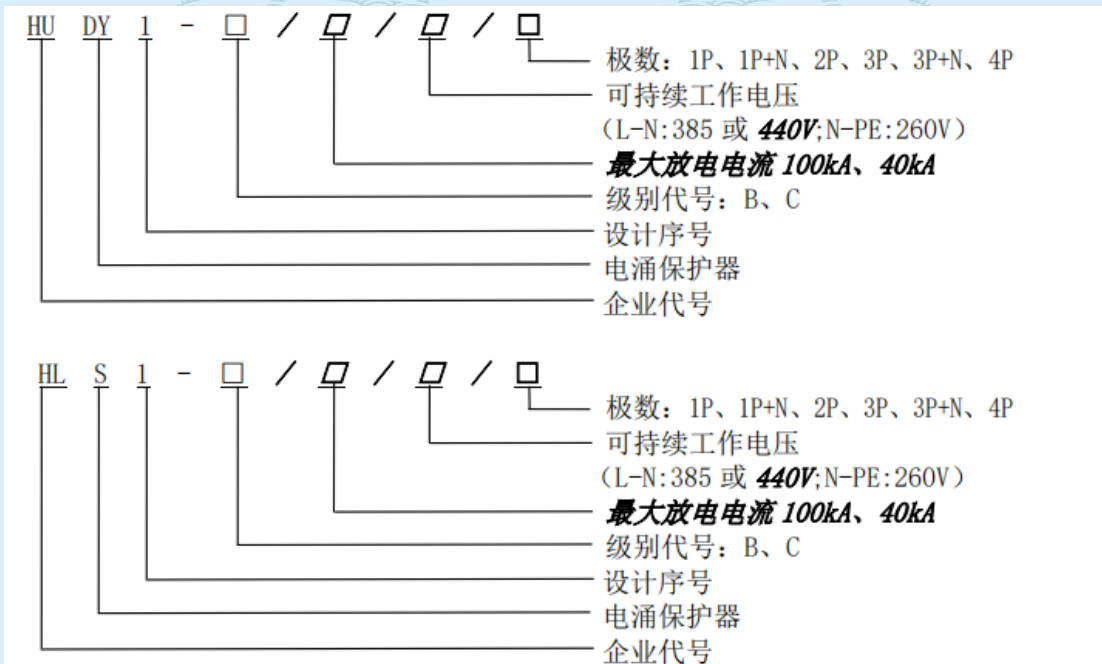 HU DY 1 - □ / □ / □ / □
极数：1P、1P+N、2P、3P、3P+N、4P
可持续工作电压
（L-N:385 或 440V;N-PE:260V）
最大放电电流 100kA、40kA
级别代号：B、C
设计序号
电涌保护器
企业代号
HL S 1 - □ / □ / □ / □
极数：1P、1P+N、2P、3P、3P+N、4P
可持续工作电压
（L-N:385 或 440V;N-PE:260V）
最大放电电流 100kA、40kA
级别代号：B、C
设计序号
电涌保护器
企业代号